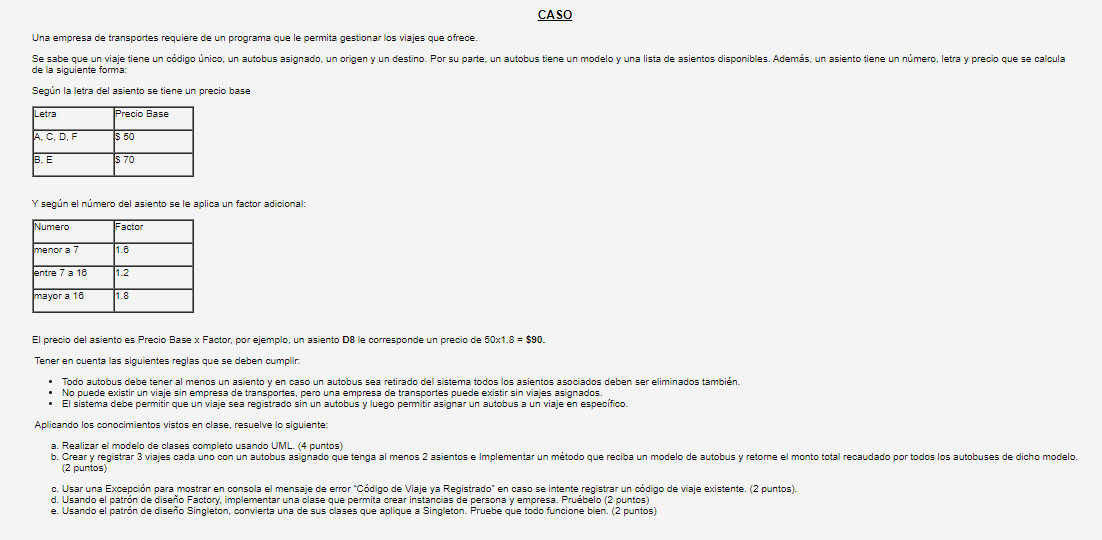 CASO
Una empresa de transportes requiere de un programa que le permita gestionar los viajes que ofrece.
Se sabe que un viaje tiene un código único, un autobus asignado, un origen y un destino. Por su parte, un autobus tiene un modelo y una lista de asientos disponibles. Además, un asiento tiene un número, letra y precio que se calcula
de la siguiente forma:
Según la letra del asiento se tiene un precio base
Letra Precio Base
A, C, D, F $ 50
B, E $ 70
Y según el número del asiento se le aplica un factor adicional:
Numero Factor
menor a 7 1.6
entre 7 a 16 1.2
mayor a 16 1.8
El precio del asiento es Precio Base x Factor, por ejemplo, un asiento D8 le corresponde un precio de 50x1.8 = $90.
Tener en cuenta las siguientes reglas que se deben cumplir:
• Todo autobus debe tener al menos un asiento y en caso un autobus sea retirado del sistema todos los asientos asociados deben ser eliminados también.
• No puede existir un viaje sin empresa de transportes, pero una empresa de transportes puede existir sin viajes asignados.
• El sistema debe permitir que un viaje sea registrado sin un autobus y luego permitir asignar un autobus a un viaje en específico.
Aplicando los conocimientos vistos en clase, resuelve lo siguiente:
a. Realizar el modelo de clases completo usando UML. (4 puntos)
b. Crear y registrar 3 viajes cada uno con un autobus asignado que tenga al menos 2 asientos e Implementar un método que reciba un modelo de autobus y retorne el monto total recaudado por todos los autobuses de dicho modelo.
(2 puntos)
c. Usar una Excepción para mostrar en consola el mensaje de error "Código de Viaje ya Registrado" en caso se intente registrar un código de viaje existente. (2 puntos).
d. Usando el patrón de diseño Factory, implementar una clase que permita crear instancias de persona y empresa. Pruébelo (2 puntos)
e. Usando el patrón de diseño Singleton, convierta una de sus clases que aplique a Singleton. Pruebe que todo funcione bien. (2 puntos)